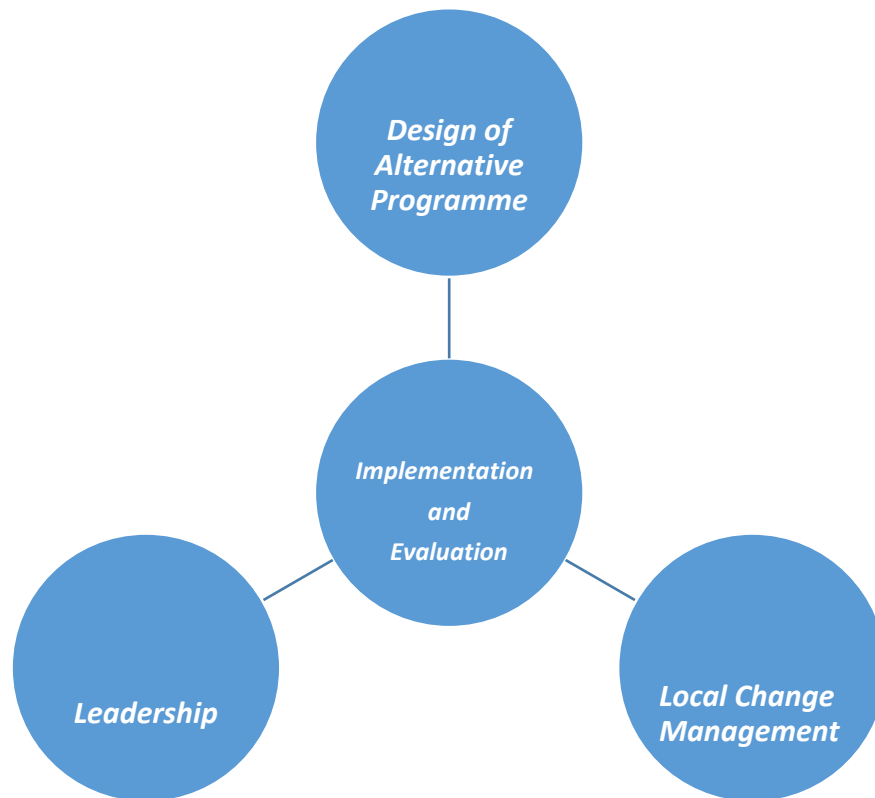 Design of
Alternative
Programme
Implementation
and
Evaluation
Leadership
Local Change
Management